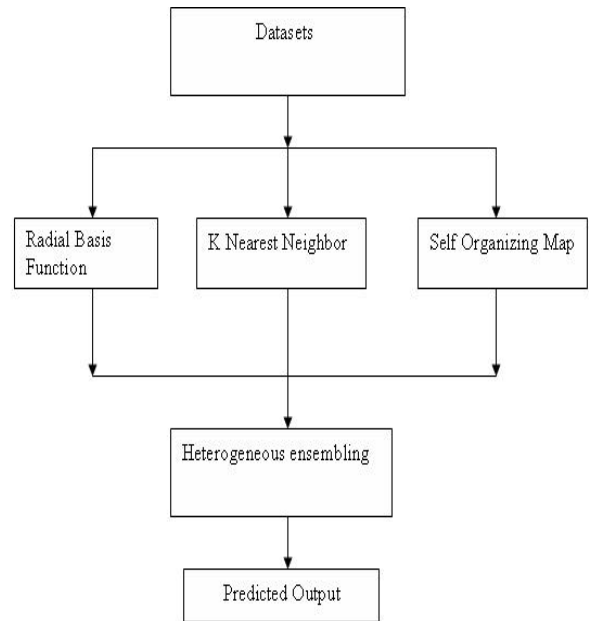 Datasets
Radial Basis
Function
K Nearest Neighbor
Self Organizing Map
Heterogeneous ensembling
Predicted Output